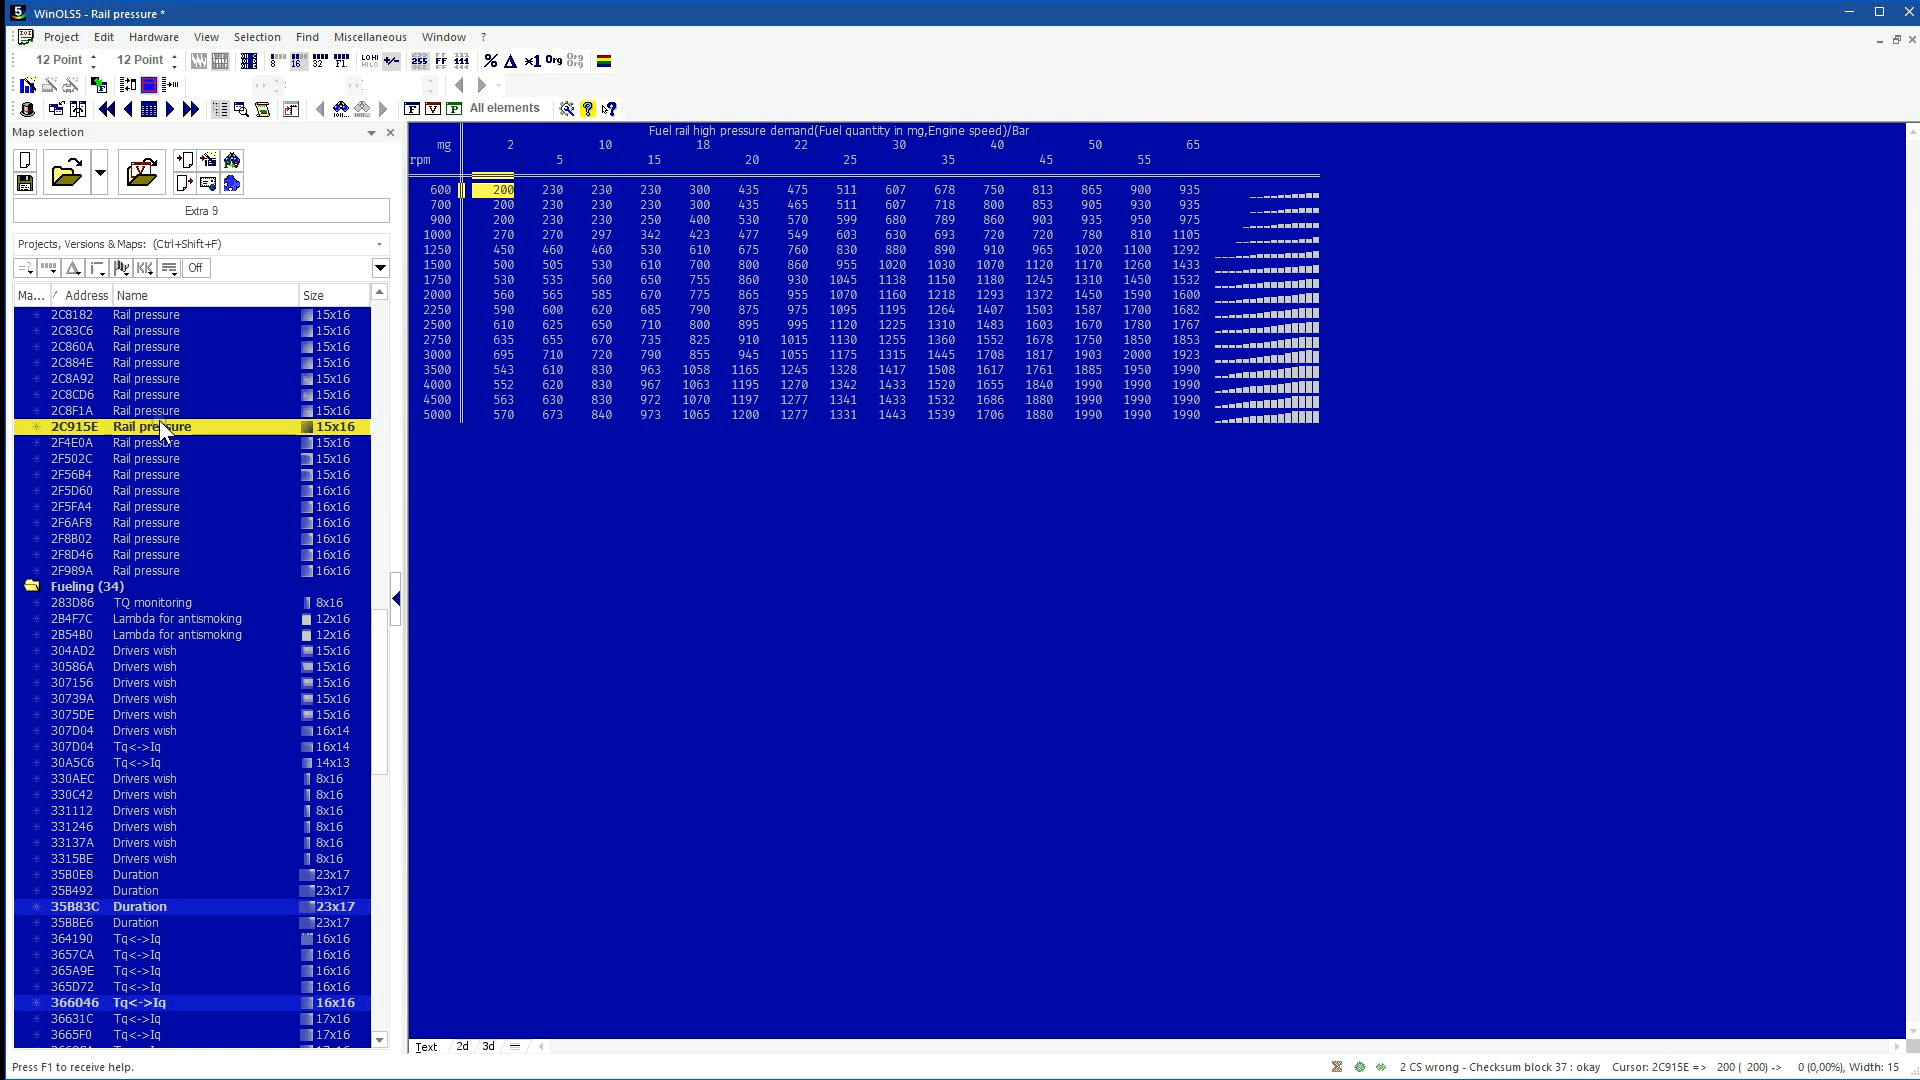 5 WinOLS5 - Rail pressure *
Project Edit Hardware View Selection Find Miscellaneous Window ?
12 Point 12 Point 8 16 32 Fl. LOHI HILO +/- 255 FF 111 % Δ ×1 Org Org
F V P All elements
Map selection
Extra 9
Projects, Versions & Maps: (Ctrl+Shift+F)
Off
Ma... / Address Name Size
2C8182 Rail pressure 15x16
2C83C6 Rail pressure 15x16
2C860A Rail pressure 15x16
2C884E Rail pressure 15x16
2C8A92 Rail pressure 15x16
2C8CD6 Rail pressure 15x16
2C8F1A Rail pressure 15x16
2C915E Rail pressure 15x16
2F4E0A Rail pressure 15x16
2F502C Rail pressure 15x16
2F56B4 Rail pressure 15x16
2F5D60 Rail pressure 16x16
2F5FA4 Rail pressure 16x16
2F6AF8 Rail pressure 16x16
2F8B02 Rail pressure 16x16
2F8D46 Rail pressure 16x16
2F989A Rail pressure 16x16
Fueling (34)
283D86 TQ monitoring 8x16
2B4F7C Lambda for antismoking 12x16
2B54B0 Lambda for antismoking 12x16
304AD2 Drivers wish 15x16
30586A Drivers wish 15x16
307156 Drivers wish 15x16
30739A Drivers wish 15x16
3075DE Drivers wish 15x16
307D04 Drivers wish 16x14
307D04 Tq<->Iq 16x14
30A5C6 Tq<->Iq 14x13
330AEC Drivers wish 8x16
330C42 Drivers wish 8x16
331112 Drivers wish 8x16
331246 Drivers wish 8x16
33137A Drivers wish 8x16
3315BE Drivers wish 8x16
35B0E8 Duration 23x17
35B492 Duration 23x17
35B83C Duration 23x17
35BBE6 Duration 23x17
364190 Tq<->Iq 16x16
3657CA Tq<->Iq 16x16
365A9E Tq<->Iq 16x16
365D72 Tq<->Iq 16x16
366046 Tq<->Iq 16x16
36631C Tq<->Iq 17x16
3665F0 Tq<->Iq 17x16
Fuel rail high pressure demand(Fuel quantity in mg,Engine speed)/Bar
mg 2 10 18 22 30 40 50 65
rpm 5 15 20 25 35 45 55
600 200 230 230 230 300 435 475 511 607 678 750 813 865 900 935
700 200 230 230 230 300 435 465 511 607 718 800 853 905 930 935
900 200 230 230 250 400 530 570 599 680 789 860 903 935 950 975
1000 270 270 297 342 423 477 549 603 630 693 720 720 780 810 1105
1250 450 460 460 530 610 675 760 830 880 890 910 965 1020 1100 1292
1500 500 505 530 610 700 800 860 955 1020 1030 1070 1120 1170 1260 1433
1750 530 535 560 650 755 860 930 1045 1138 1150 1180 1245 1310 1450 1532
2000 560 565 585 670 775 865 955 1070 1160 1218 1293 1372 1450 1590 1600
2250 590 600 620 685 790 875 975 1095 1195 1264 1407 1503 1587 1700 1682
2500 610 625 650 710 800 895 995 1120 1225 1310 1483 1603 1670 1780 1767
2750 635 655 670 735 825 910 1015 1130 1255 1360 1552 1678 1750 1850 1853
3000 695 710 720 790 855 945 1055 1175 1315 1445 1708 1817 1903 2000 1923
3500 543 610 830 963 1058 1165 1245 1328 1417 1508 1617 1761 1885 1950 1990
4000 552 620 830 967 1063 1195 1270 1342 1433 1520 1655 1840 1990 1990 1990
4500 563 630 830 972 1070 1197 1277 1341 1433 1532 1686 1880 1990 1990 1990
5000 570 673 840 973 1065 1200 1277 1331 1443 1539 1706 1880 1990 1990 1990
Text 2d 3d
Press F1 to receive help.
2 CS wrong - Checksum block 37 : okay Cursor: 2C915E => 200 ( 200) -> 0 (0,00%), Width: 15